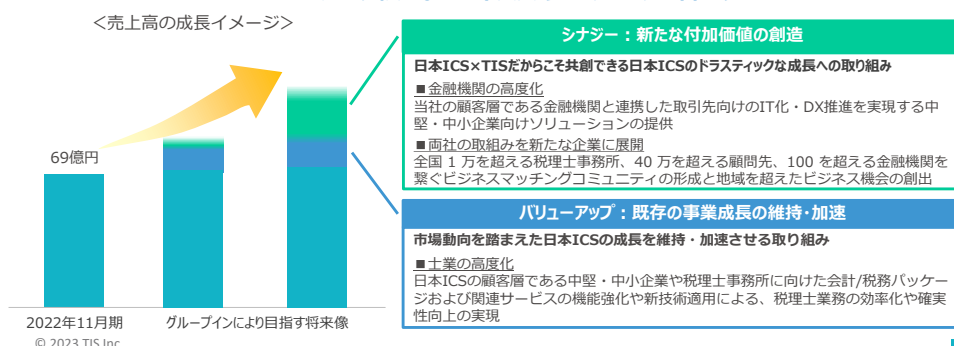 <売上高の成長イメージ>
69億円
2022年11月期
グループインにより目指す将来像
© 2023 TIS Inc.
シナジー：新たな付加価値の創造
日本ICS×TISだからこそ共創できる日本ICSのドラスティックな成長への取り組み
■金融機関の高度化
当社の顧客層である金融機関と連携した取引先向けのIT化・DX推進を実現する中
堅・中小企業向けソリューションの提供
■両社の取組みを新たな企業に展開
全国 1 万を超える税理士事務所、40 万を超える顧問先、100 を超える金融機関を
繋ぐビジネスマッチングコミュニティの形成と地域を超えたビジネス機会の創出
バリューアップ：既存の事業成長の維持･加速
市場動向を踏まえた日本ICSの成長を維持・加速させる取り組み
■士業の高度化
日本ICSの顧客層である中堅・中小企業や税理士事務所に向けた会計/税務パッケー
ジおよび関連サービスの機能強化や新技術適用による、税理士業務の効率化や確実
性向上の実現